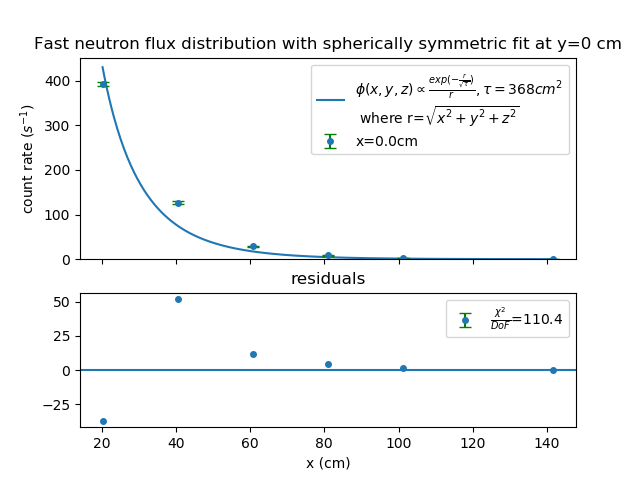 Fast neutron flux distribution with spherically symmetric fit at y=0 cm
400
300
200
100
0
count rate (s⁻¹)
ϕ(x, y, z) ∝ exp(−r/√τ)/r, τ = 368cm²
where r=√(x² + y² + z²)
x=0.0cm
residuals
50
25
0
−25
χ²/DoF=110.4
20 40 60 80 100 120 140
x (cm)